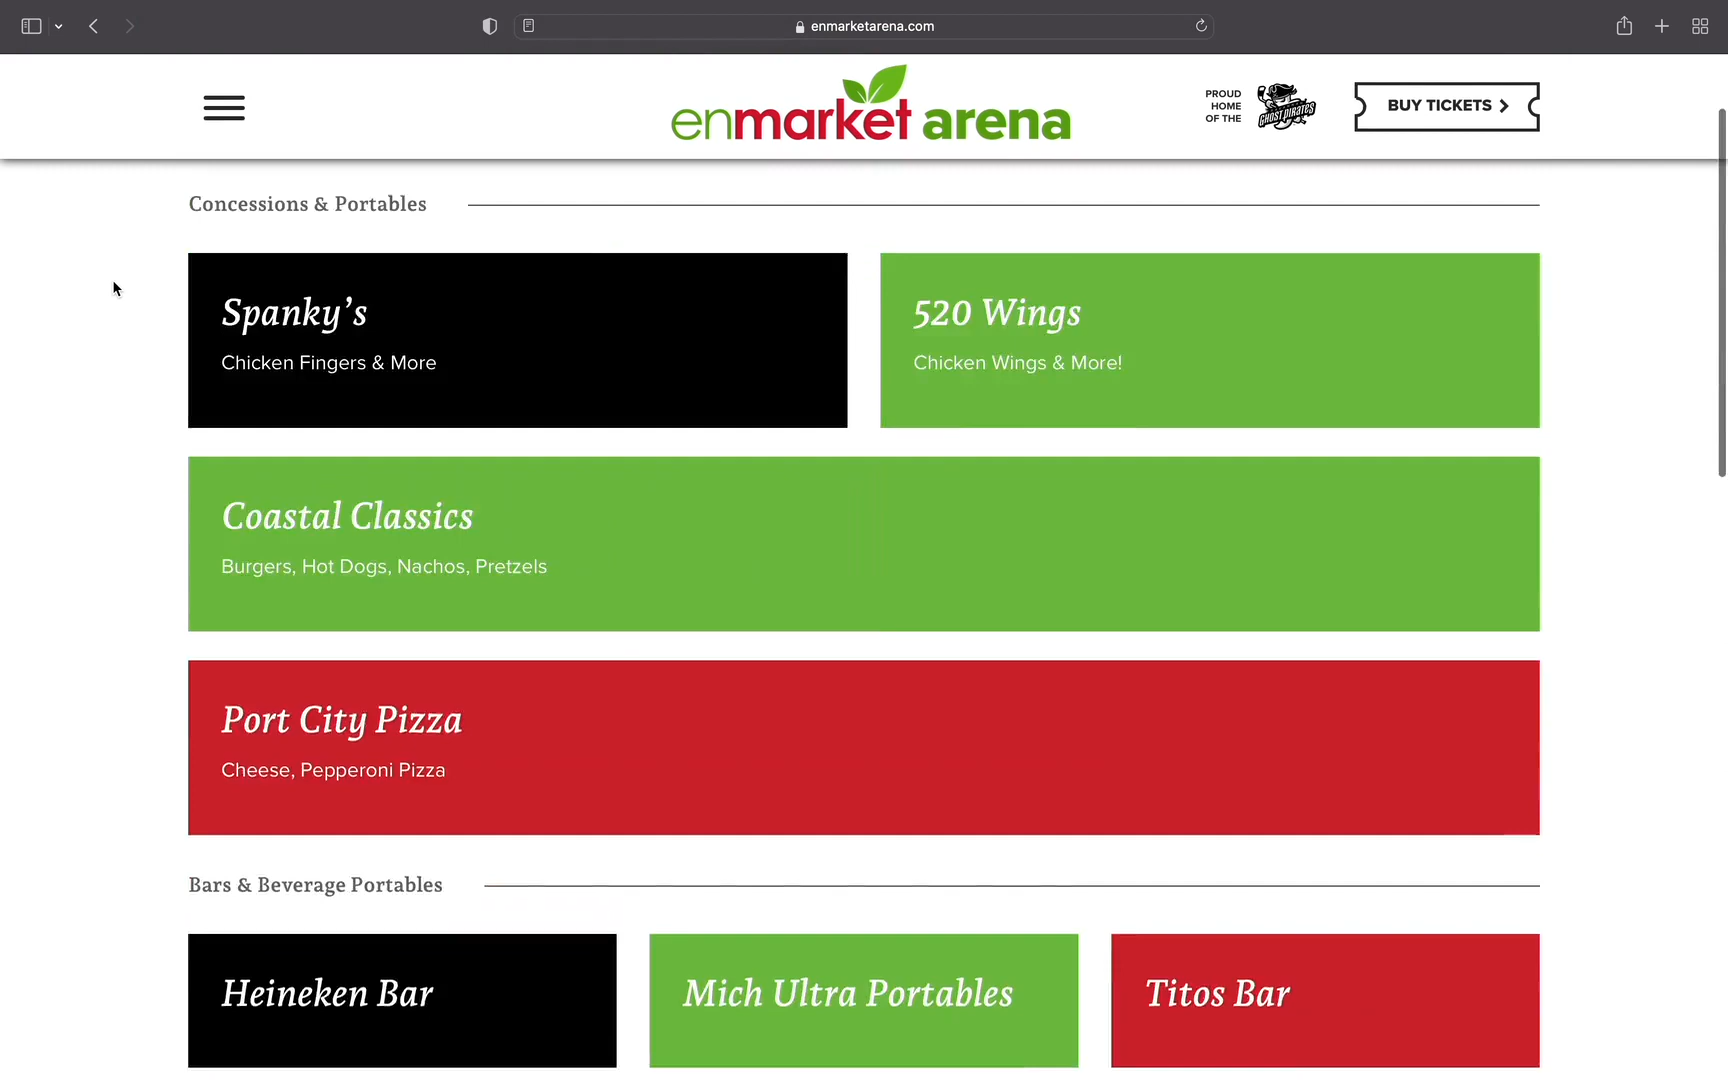 enmarketarena.com
enmarket arena
PROUD
HOME
OF THE
GHOST PIRATES
BUY TICKETS
Concessions & Portables
Spanky’s
Chicken Fingers & More
520 Wings
Chicken Wings & More!
Coastal Classics
Burgers, Hot Dogs, Nachos, Pretzels
Port City Pizza
Cheese, Pepperoni Pizza
Bars & Beverage Portables
Heineken Bar
Mich Ultra Portables
Titos Bar